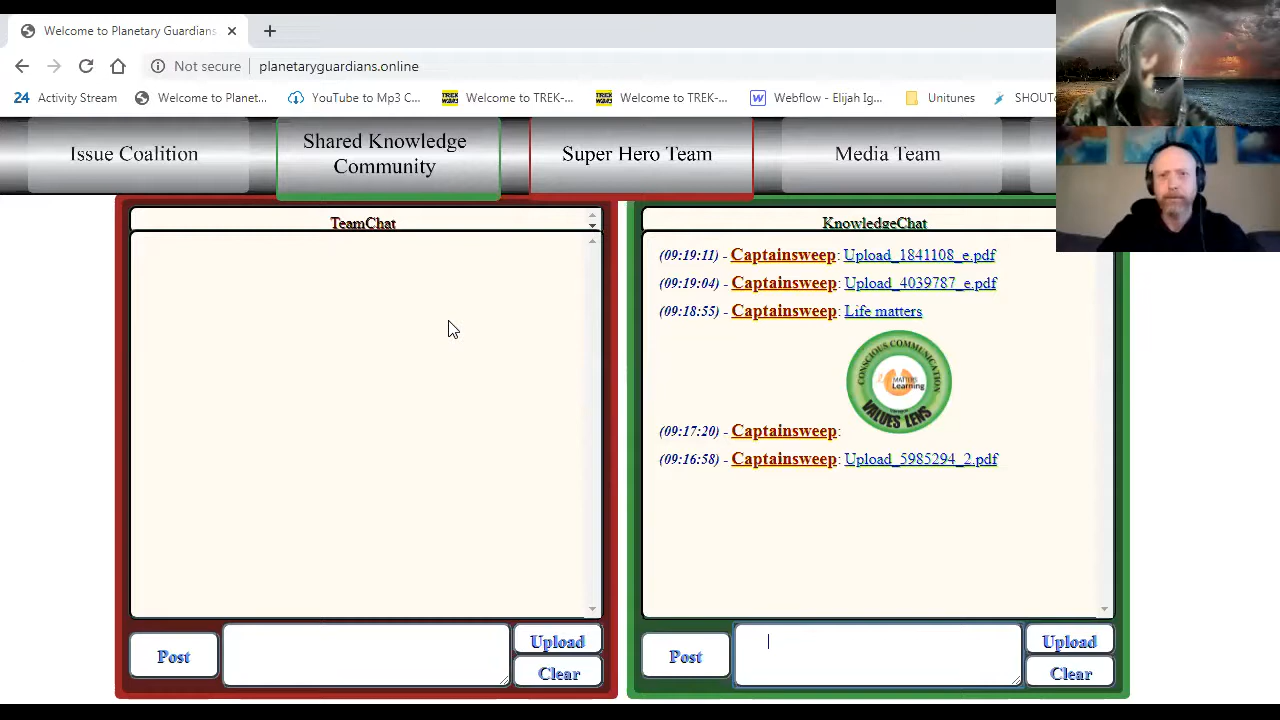 Welcome to Planetary Guardians
Not secure planetaryguardians.online
24 Activity Stream Welcome to Planet... YouTube to Mp3 C... Welcome to TREK-... Welcome to TREK-... Webflow - Elijah Ig... Unitunes SHOUT
Issue Coalition
Shared Knowledge
Community
Super Hero Team
Media Team
TeamChat
Post
Upload
Clear
KnowledgeChat
(09:19:11) - Captainsweep: Upload_1841108_e.pdf
(09:19:04) - Captainsweep: Upload_4039787_e.pdf
(09:18:55) - Captainsweep: Life matters
CONSCIOUS COMMUNICATION
MATTERS
Learning
VALUES LENS
(09:17:20) - Captainsweep:
(09:16:58) - Captainsweep: Upload_5985294_2.pdf
Post
Upload
Clear